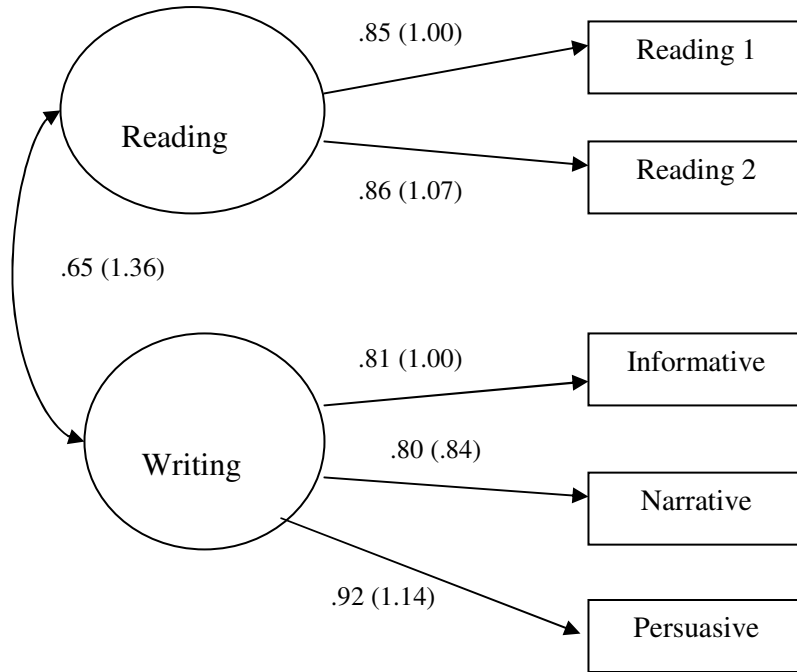 .85 (1.00)
Reading 1
Reading
Reading 2
.86 (1.07)
.65 (1.36)
.81 (1.00)
Informative
.80 (.84)
Writing
Narrative
.92 (1.14)
Persuasive